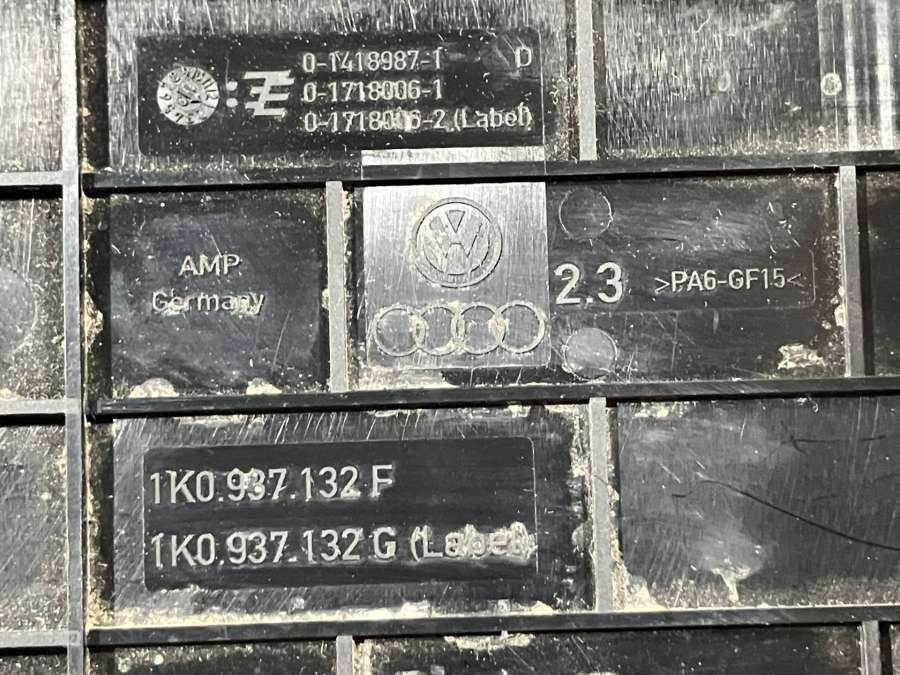 0-1418987-1 D
0-1718006-1
0-1718006-2 (Label)
AMP
Germany
2.3 >PA6-GF15<
1K0.937.132 F
1K0.937.132 G (Label)